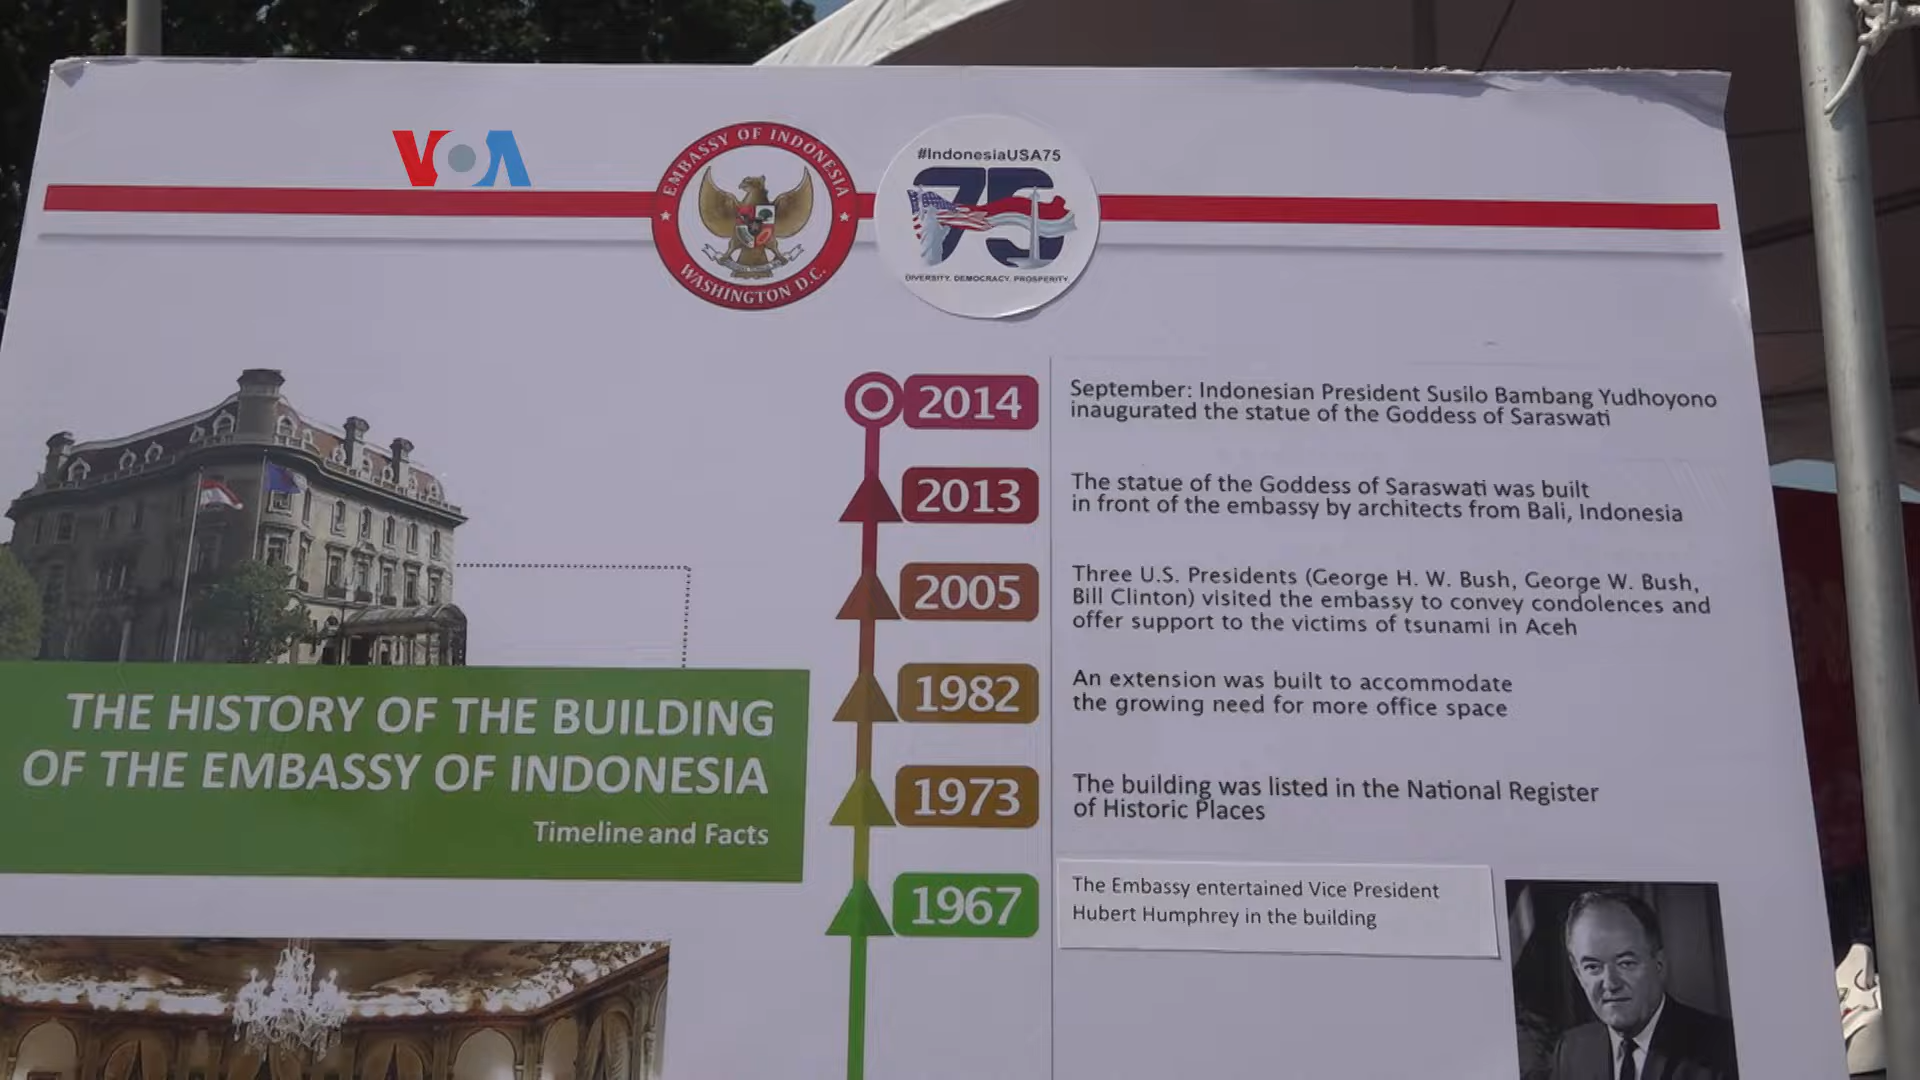 VOA
EMBASSY OF INDONESIA
WASHINGTON D.C.
#IndonesiaUSA75
75
DIVERSITY. DEMOCRACY. PROSPERITY
THE HISTORY OF THE BUILDING
OF THE EMBASSY OF INDONESIA
Timeline and Facts
2014
September: Indonesian President Susilo Bambang Yudhoyono
inaugurated the statue of the Goddess of Saraswati
2013
The statue of the Goddess of Saraswati was built
in front of the embassy by architects from Bali, Indonesia
2005
Three U.S. Presidents (George H. W. Bush, George W. Bush,
Bill Clinton) visited the embassy to convey condolences and
offer support to the victims of tsunami in Aceh
1982
An extension was built to accommodate
the growing need for more office space
1973
The building was listed in the National Register
of Historic Places
1967
The Embassy entertained Vice President
Hubert Humphrey in the building